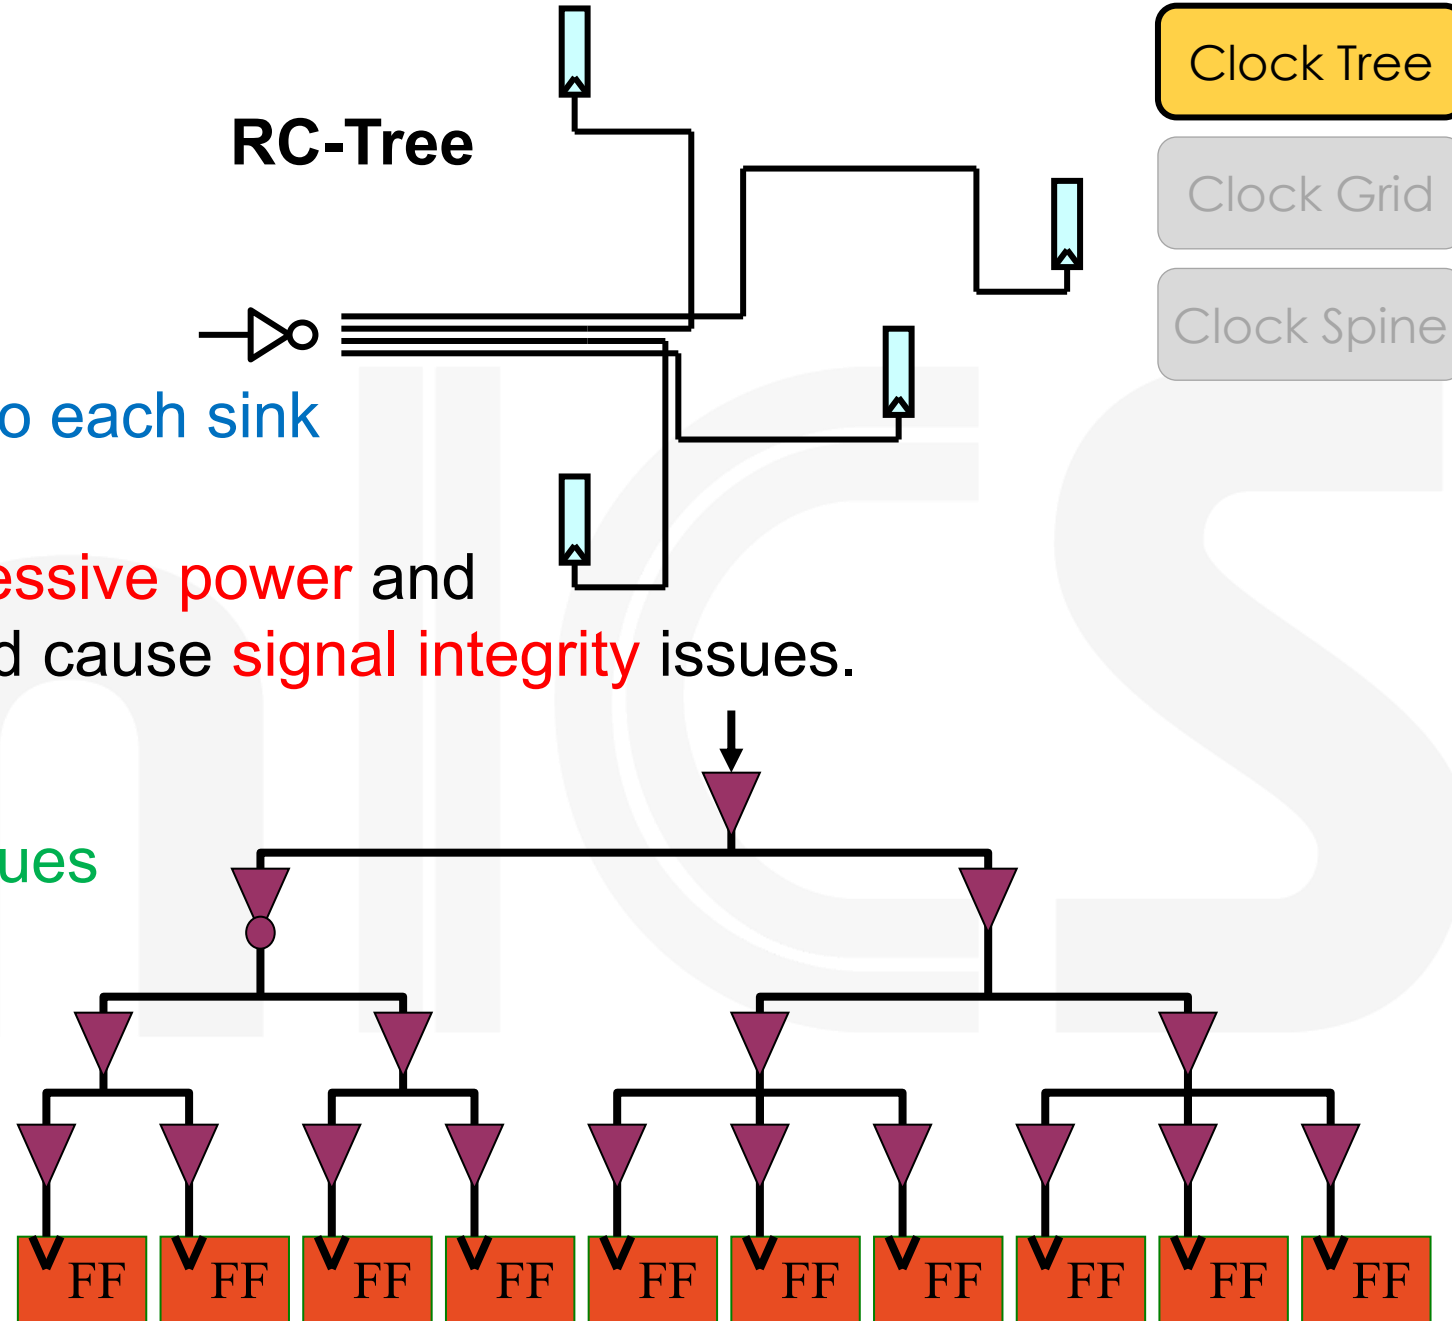 Clock Tree
RC-Tree
Clock Grid
Clock Spine
o each sink
essive power and
d cause signal integrity issues.
ues
FF FF FF FF FF FF FF FF FF FF